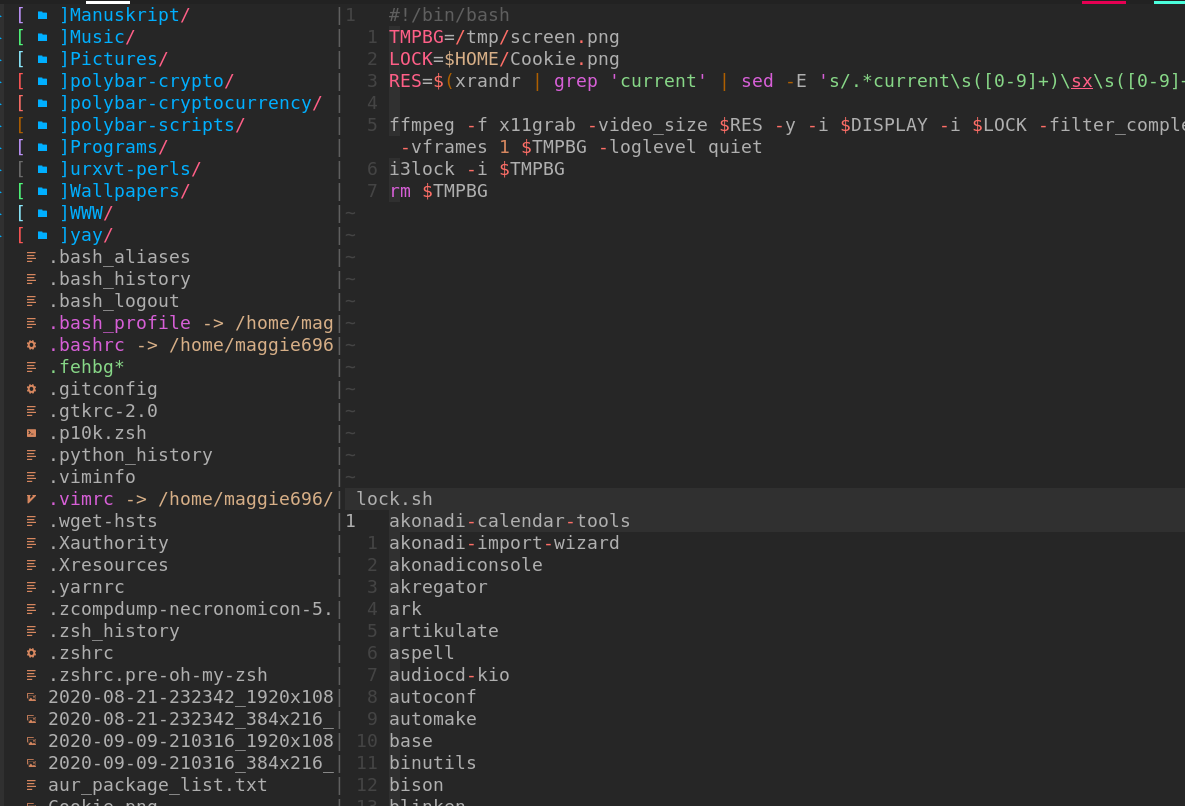 [ ]Manuskript/
[ ]Music/
[ ]Pictures/
[ ]polybar-crypto/
[ ]polybar-cryptocurrency/
[ ]polybar-scripts/
[ ]Programs/
[ ]urxvt-perls/
[ ]Wallpapers/
[ ]WWW/
[ ]yay/
.bash_aliases
.bash_history
.bash_logout
.bash_profile -> /home/mag
.bashrc -> /home/maggie696
.fehbg*
.gitconfig
.gtkrc-2.0
.p10k.zsh
.python_history
.viminfo
.vimrc -> /home/maggie696/
.wget-hsts
.Xauthority
.Xresources
.yarnrc
.zcompdump-necronomicon-5.
.zsh_history
.zshrc
.zshrc.pre-oh-my-zsh
2020-08-21-232342_1920x108
2020-08-21-232342_384x216_
2020-09-09-210316_1920x108
2020-09-09-210316_384x216_
aur_package_list.txt
Cookie.png
1 #!/bin/bash
1 TMPBG=/tmp/screen.png
2 LOCK=$HOME/Cookie.png
3 RES=$(xrandr | grep 'current' | sed -E 's/.*current\s([0-9]+)\sx\s([0-9]+
4
5 ffmpeg -f x11grab -video_size $RES -y -i $DISPLAY -i $LOCK -filter_comple
-vframes 1 $TMPBG -loglevel quiet
6 i3lock -i $TMPBG
7 rm $TMPBG
~
~
~
~
~
~
~
~
~
~
~
~
~
lock.sh
1 akonadi-calendar-tools
1 akonadi-import-wizard
2 akonadiconsole
3 akregator
4 ark
5 artikulate
6 aspell
7 audiocd-kio
8 autoconf
9 automake
10 base
11 binutils
12 bison
13 blinken